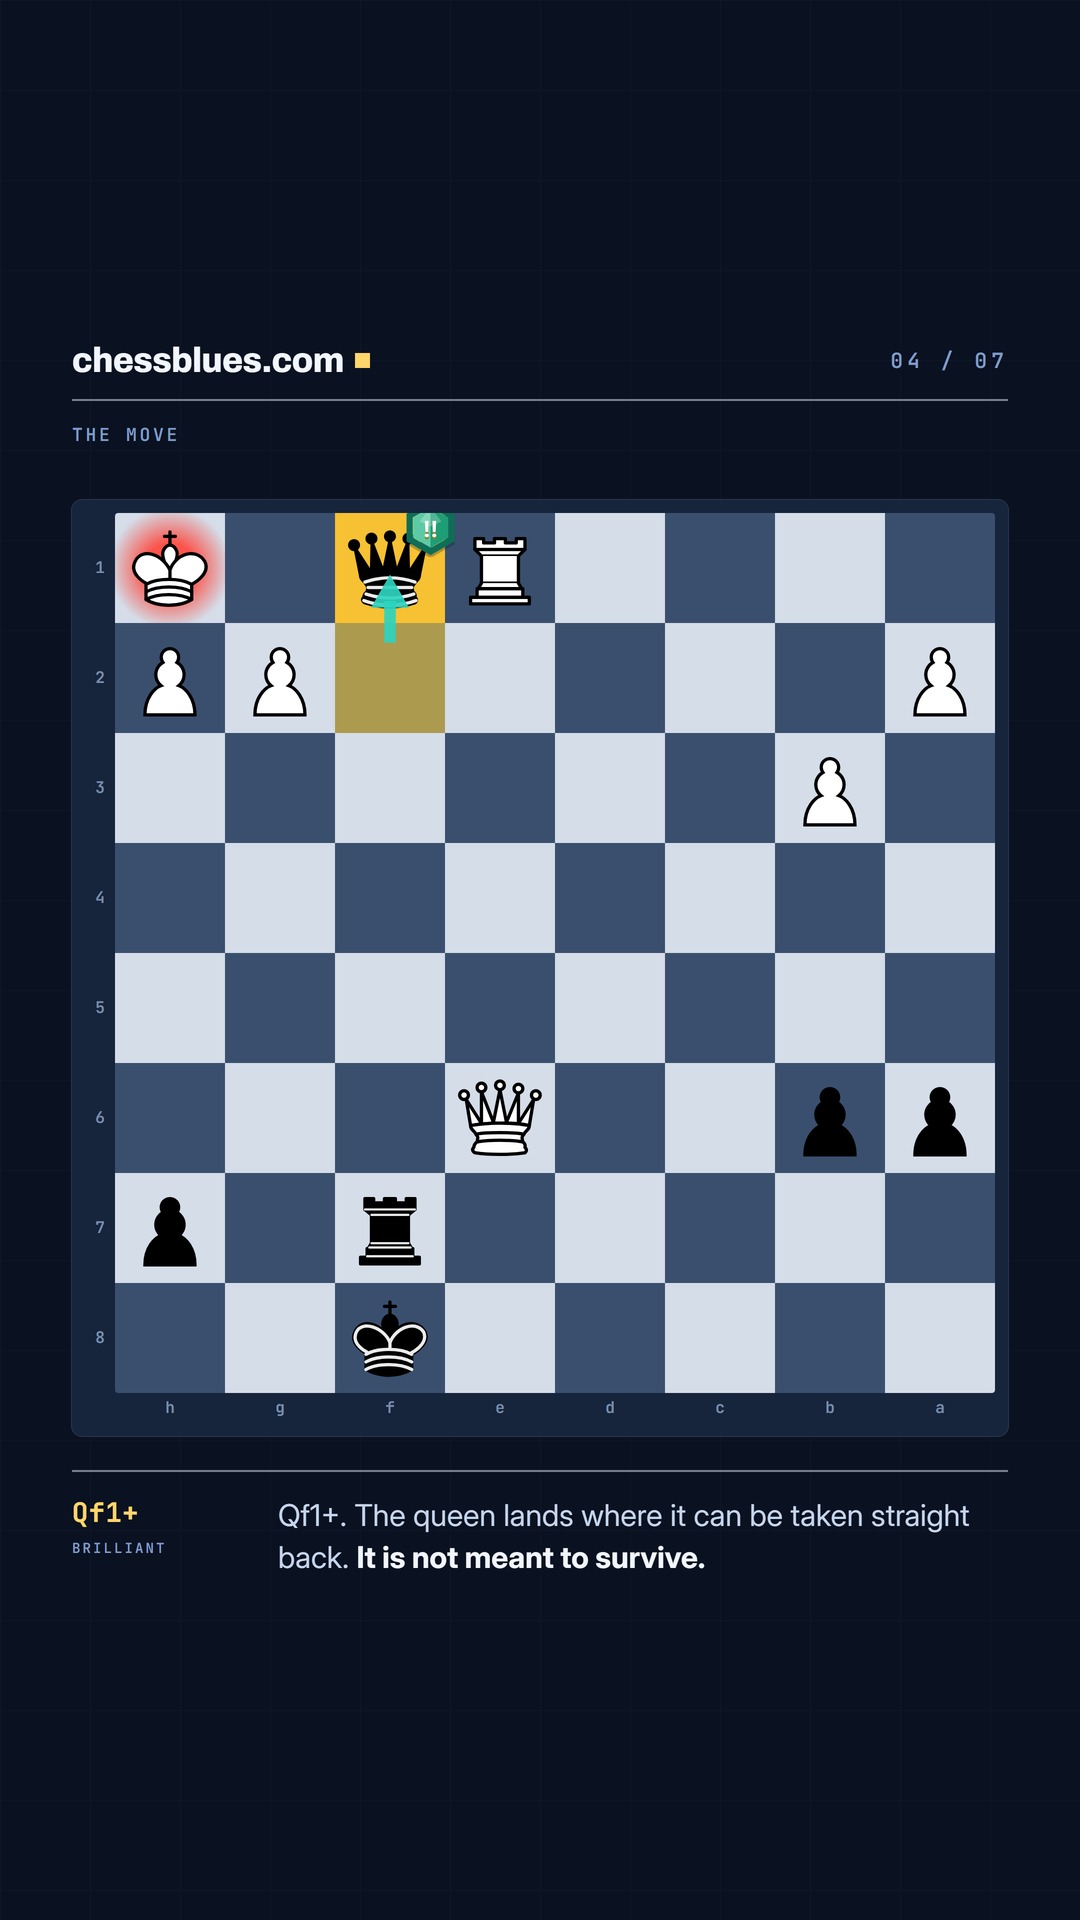 chessblues.com
04 / 07
THE MOVE
!!
1
2
3
4
5
6
7
8
h g f e d c b a
Qf1+
BRILLIANT
Qf1+. The queen lands where it can be taken straight
back. It is not meant to survive.